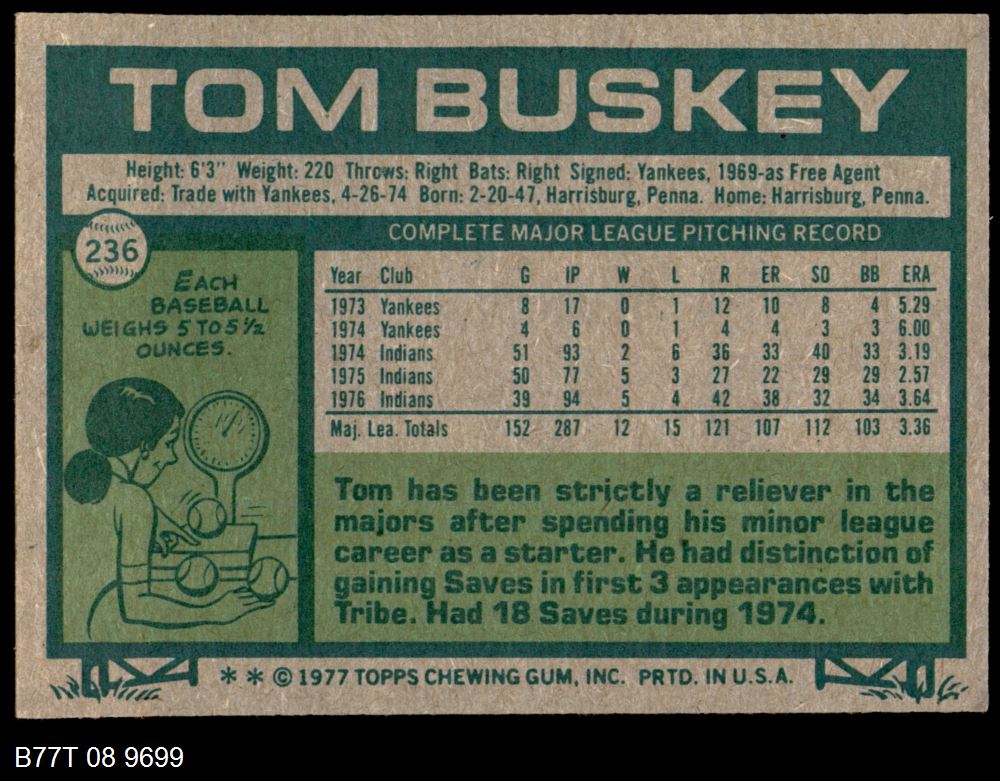 TOM BUSKEY
Height: 6'3" Weight: 220 Throws: Right Bats: Right Signed: Yankees, 1969-as Free Agent
Acquired: Trade with Yankees, 4-26-74 Born: 2-20-47, Harrisburg, Penna. Home: Harrisburg, Penna.
236
EACH
BASEBALL
WEIGHS 5 TO 5½
OUNCES.
COMPLETE MAJOR LEAGUE PITCHING RECORD
Year Club G IP W L R ER SO BB ERA
1973 Yankees 8 17 0 1 12 10 8 4 5.29
1974 Yankees 4 6 0 1 4 4 3 3 6.00
1974 Indians 51 93 2 6 36 33 40 33 3.19
1975 Indians 50 77 5 3 27 22 29 29 2.57
1976 Indians 39 94 5 4 42 38 32 34 3.64
Maj. Lea. Totals 152 287 12 15 121 107 112 103 3.36
Tom has been strictly a reliever in the
majors after spending his minor league
career as a starter. He had distinction of
gaining Saves in first 3 appearances with
Tribe. Had 18 Saves during 1974.
* * © 1977 TOPPS CHEWING GUM, INC. PRTD. IN U.S.A.
B77T 08 9699